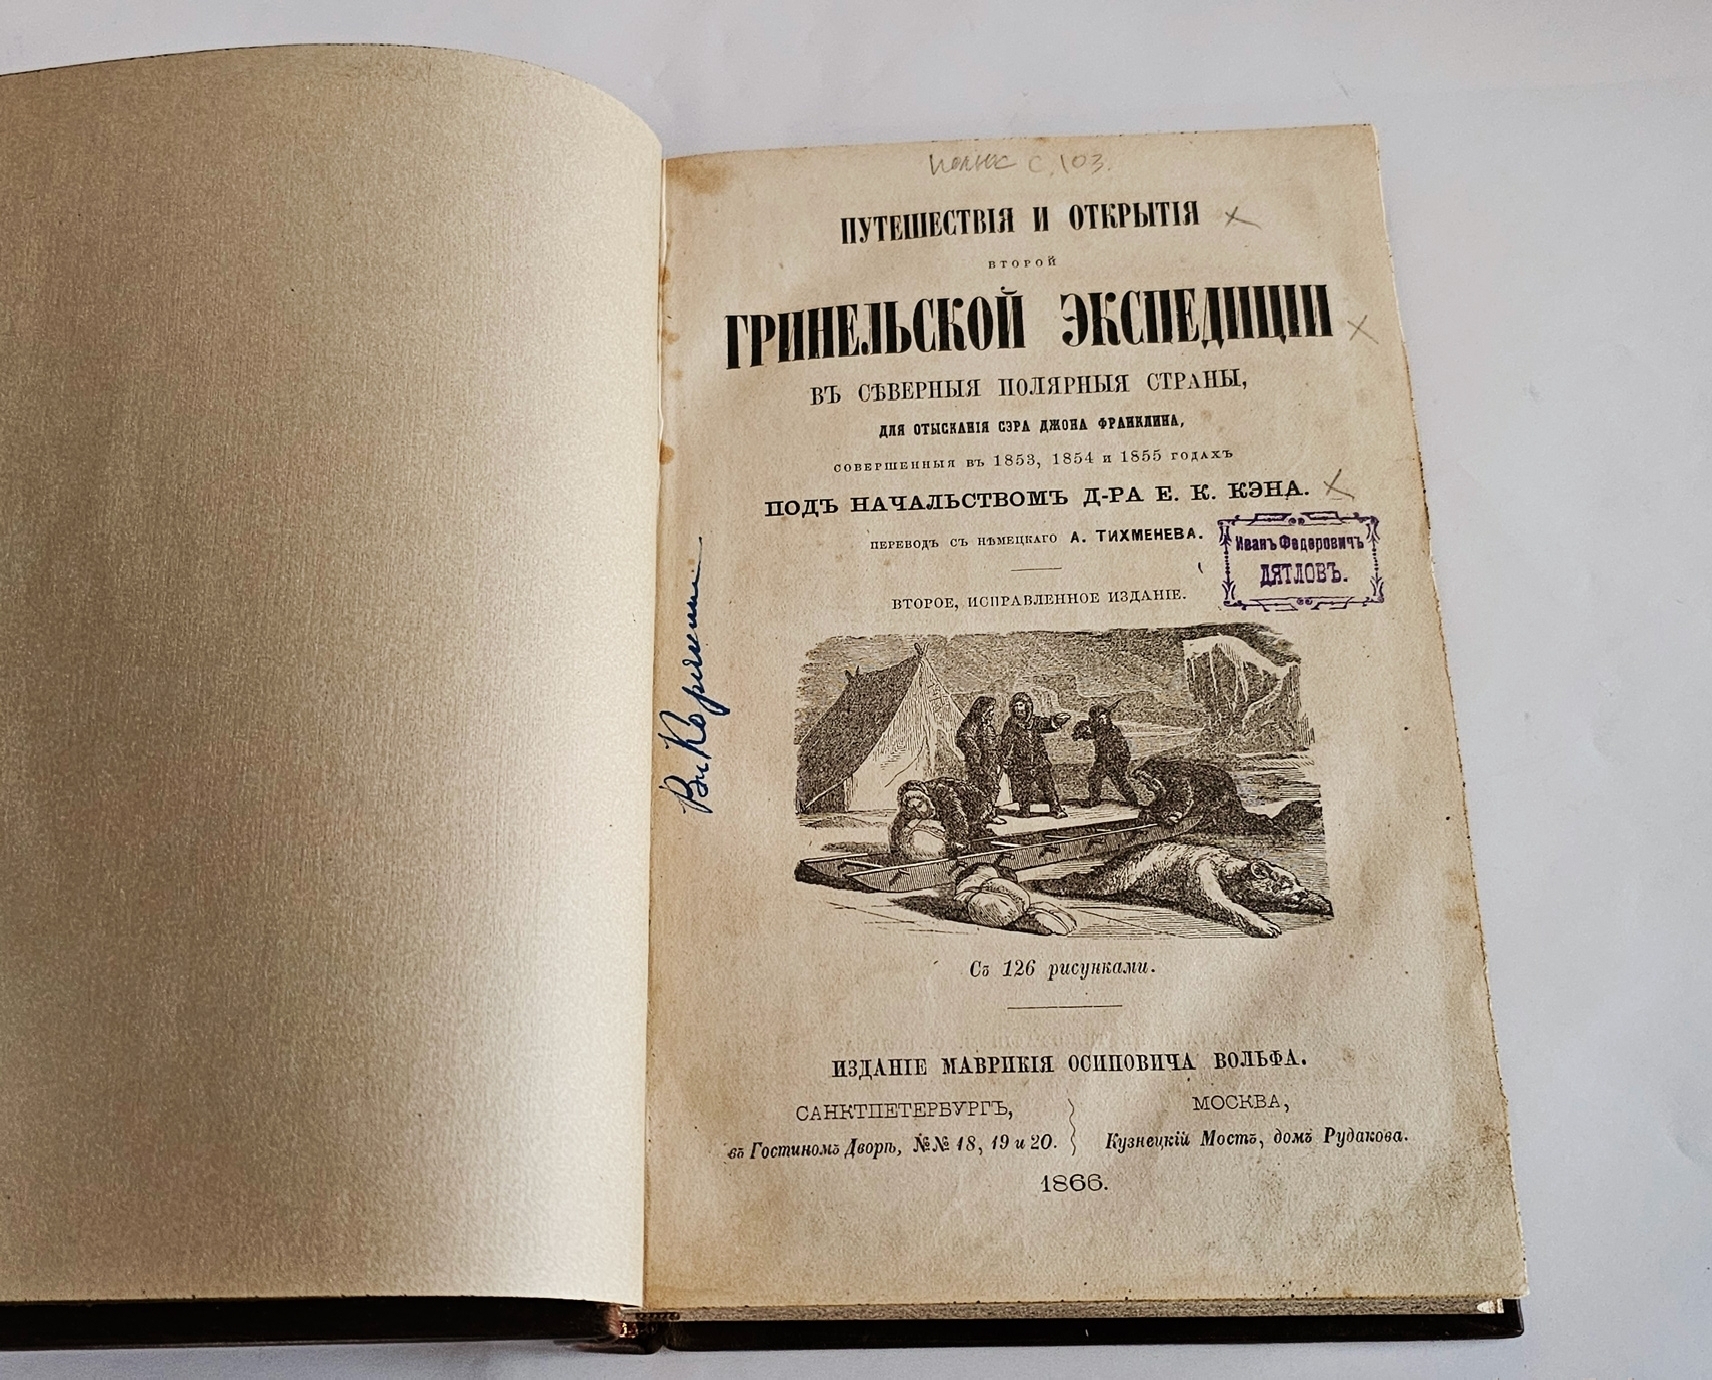 ПУТЕШЕСТВІЯ И ОТКРЫТІЯ
ВТОРОЙ
ГРИНЕЛЬСКОЙ ЭКСПЕДИЦІИ
ВЪ СѢВЕРНЫЯ ПОЛЯРНЫЯ СТРАНЫ,
ДЛЯ ОТЫСКАНІЯ СЭРА ДЖОНА ФРАНКЛИНА,
СОВЕРШЕННЫЯ ВЪ 1853, 1854 И 1855 ГОДАХЪ
ПОДЪ НАЧАЛЬСТВОМЪ Д-РА Е. К. КЭНА.
ПЕРЕВОДЪ СЪ НѢМЕЦКАГО А. ТИХМЕНЕВА.
Иванъ Федоровичъ
ДЯТЛОВЪ.
ВТОРОЕ, ИСПРАВЛЕННОЕ ИЗДАНІЕ.
Съ 126 рисунками.
ИЗДАНІЕ МАВРИКІЯ ОСИПОВИЧА ВОЛЬФА.
САНКТПЕТЕРБУРГЪ,
въ Гостиномъ Дворѣ, №№ 18, 19 и 20.
МОСКВА,
Кузнецкій Мостъ, домъ Рудакова.
1866.